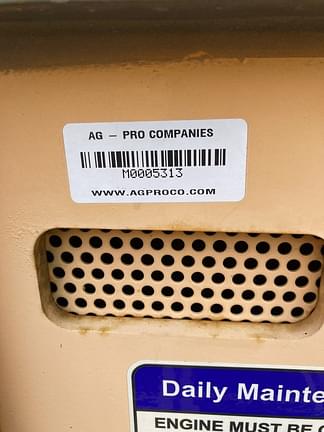 AG – PRO COMPANIES
M0005313
WWW.AGPROCO.COM
Daily Mainte
ENGINE MUST BE